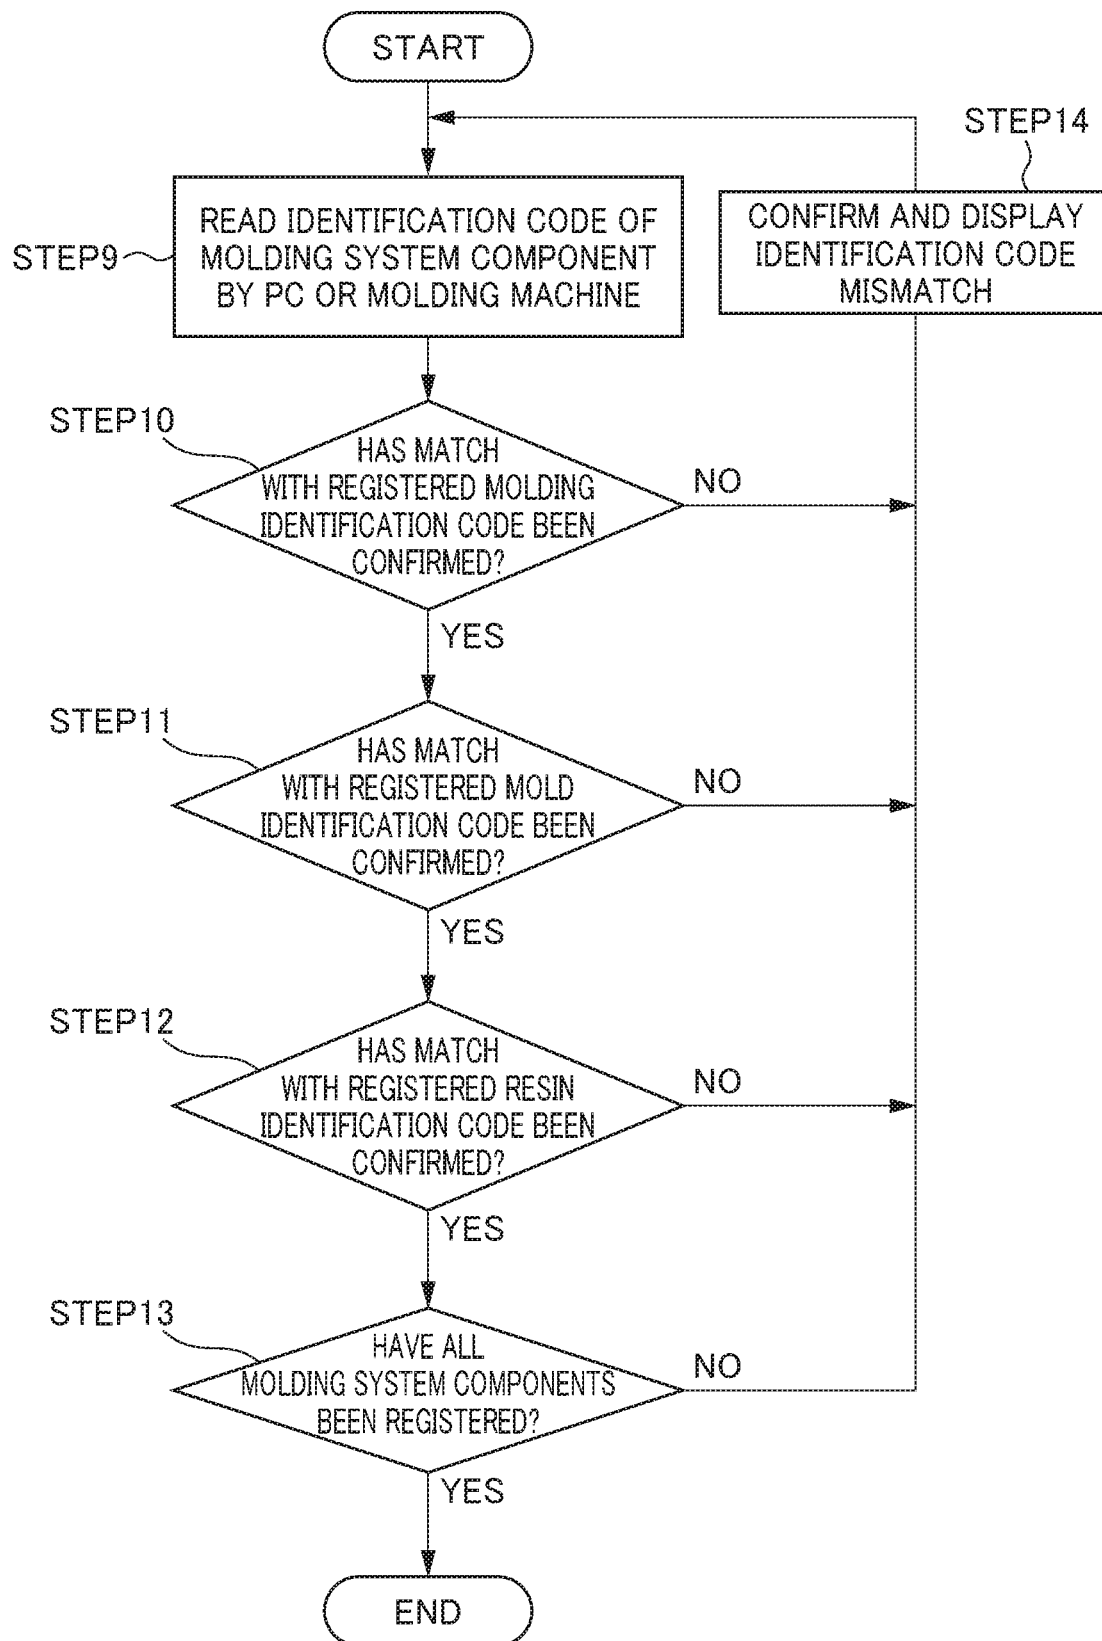 START
STEP14
READ IDENTIFICATION CODE OF
MOLDING SYSTEM COMPONENT
BY PC OR MOLDING MACHINE
STEP9
CONFIRM AND DISPLAY
IDENTIFICATION CODE
MISMATCH
STEP10
HAS MATCH
WITH REGISTERED MOLDING
IDENTIFICATION CODE BEEN
CONFIRMED?
NO
YES
STEP11
HAS MATCH
WITH REGISTERED MOLD
IDENTIFICATION CODE BEEN
CONFIRMED?
NO
YES
STEP12
HAS MATCH
WITH REGISTERED RESIN
IDENTIFICATION CODE BEEN
CONFIRMED?
NO
YES
STEP13
HAVE ALL
MOLDING SYSTEM COMPONENTS
BEEN REGISTERED?
NO
YES
END